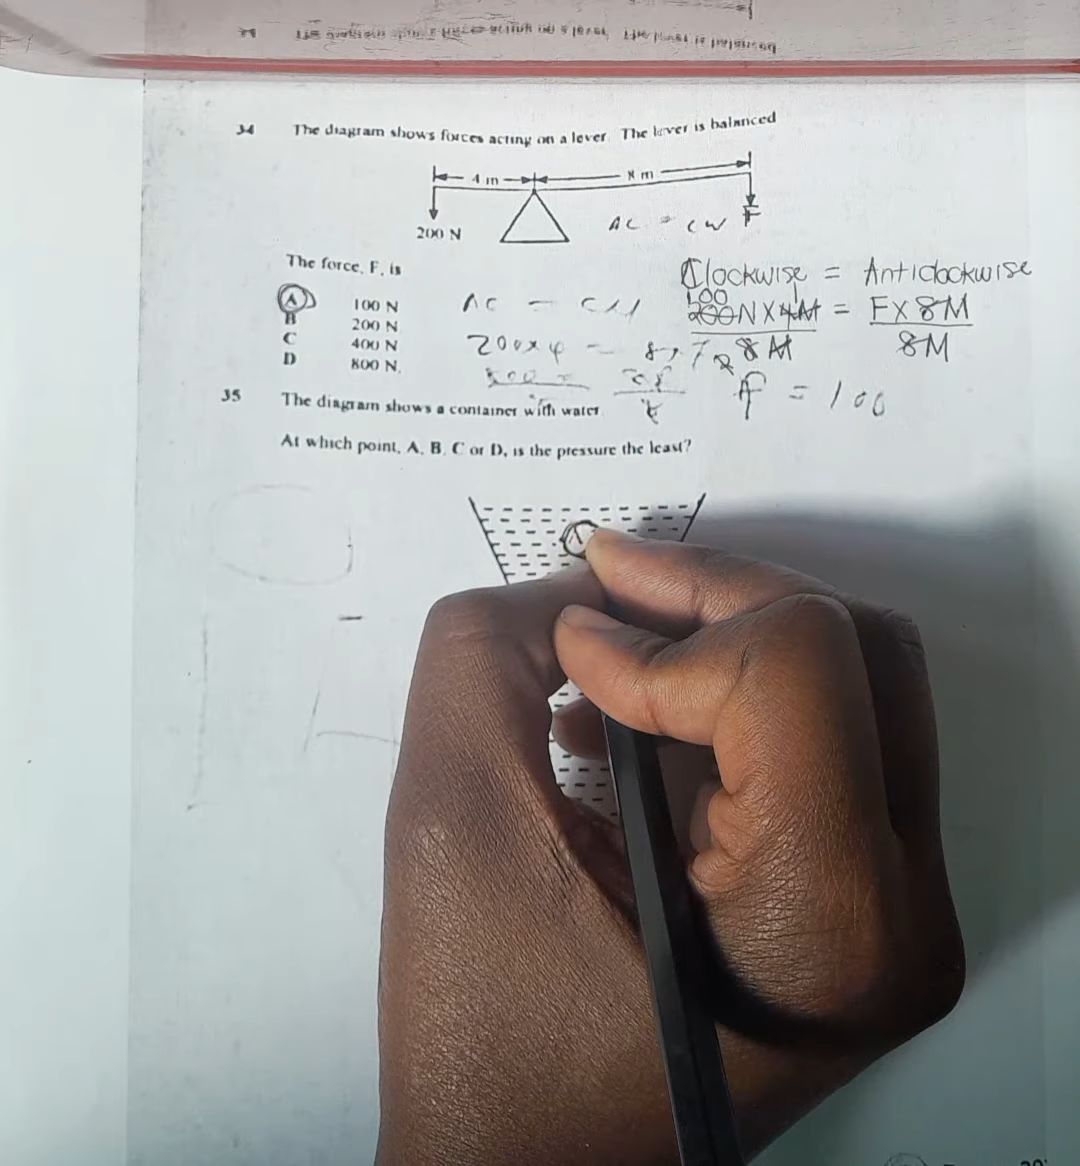 34 The diagram shows forces acting on a lever. The lever is balanced
4 m 8 m
200 N F
AC = CW
The force, F, is
A 100 N
B 200 N
C 400 N
D 800 N.
Clockwise = Anticlockwise
100
200N X 4M = F X 8M
8M 8M
f = 100
AC =
200x4 =
35 The diagram shows a container with water
At which point, A, B, C or D, is the pressure the least?
A